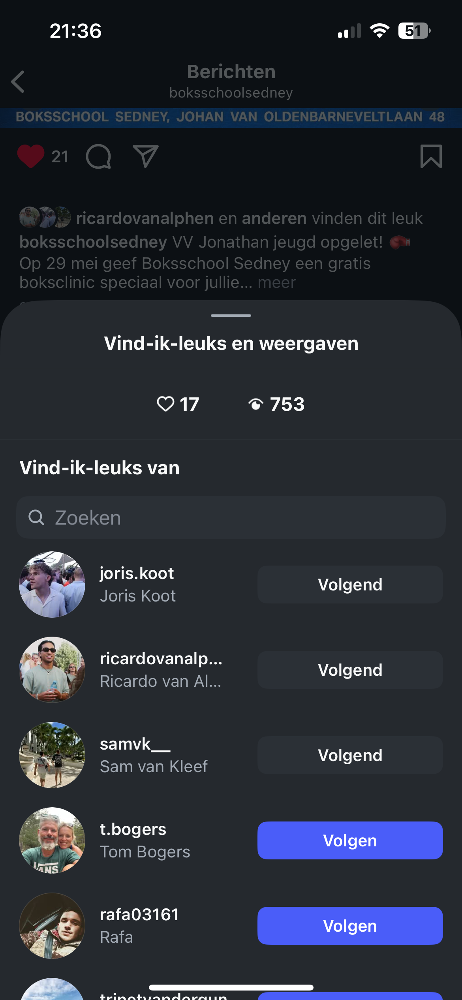 21:36
51
Berichten
boksschoolsedney
BOKSSCHOOL SEDNEY, JOHAN VAN OLDENBARNEVELTLAAN 48
21
ricardovanalphen en anderen vinden dit leuk
boksschoolsedney VV Jonathan jeugd opgelet! 🥊
Op 29 mei geef Boksschool Sedney een gratis
boksclinic speciaal voor jullie... meer
Vind-ik-leuks en weergaven
17
753
Vind-ik-leuks van
Zoeken
joris.koot
Joris Koot
Volgend
ricardovanalp...
Ricardo van Al...
Volgend
samvk__
Sam van Kleef
Volgend
t.bogers
Tom Bogers
Volgen
VANS
rafa03161
Rafa
Volgen